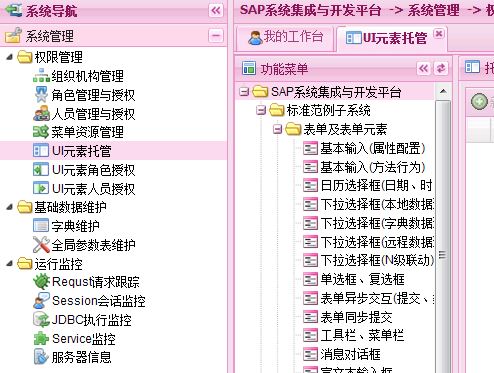 系统导航
系统管理
权限管理
组织机构管理
角色管理与授权
人员管理与授权
菜单资源管理
UI元素托管
UI元素角色授权
UI元素人员授权
基础数据维护
字典维护
全局参数表维护
运行监控
Requst请求跟踪
Session会话监控
JDBC执行监控
Service监控
服务器信息
SAP系统集成与开发平台 -> 系统管理 ->
我的工作台
UI元素托管
功能菜单
SAP系统集成与开发平台
标准范例子系统
表单及表单元素
基本输入(属性配置)
基本输入(方法行为)
日历选择框(日期、时
下拉选择框(本地数据
下拉选择框(字典数据
下拉选择框(远程数据
下拉选择框(N级联动)
单选框、复选框
表单异步交互(提交、
表单同步提交
工具栏、菜单栏
消息对话框
富文本输入框
托